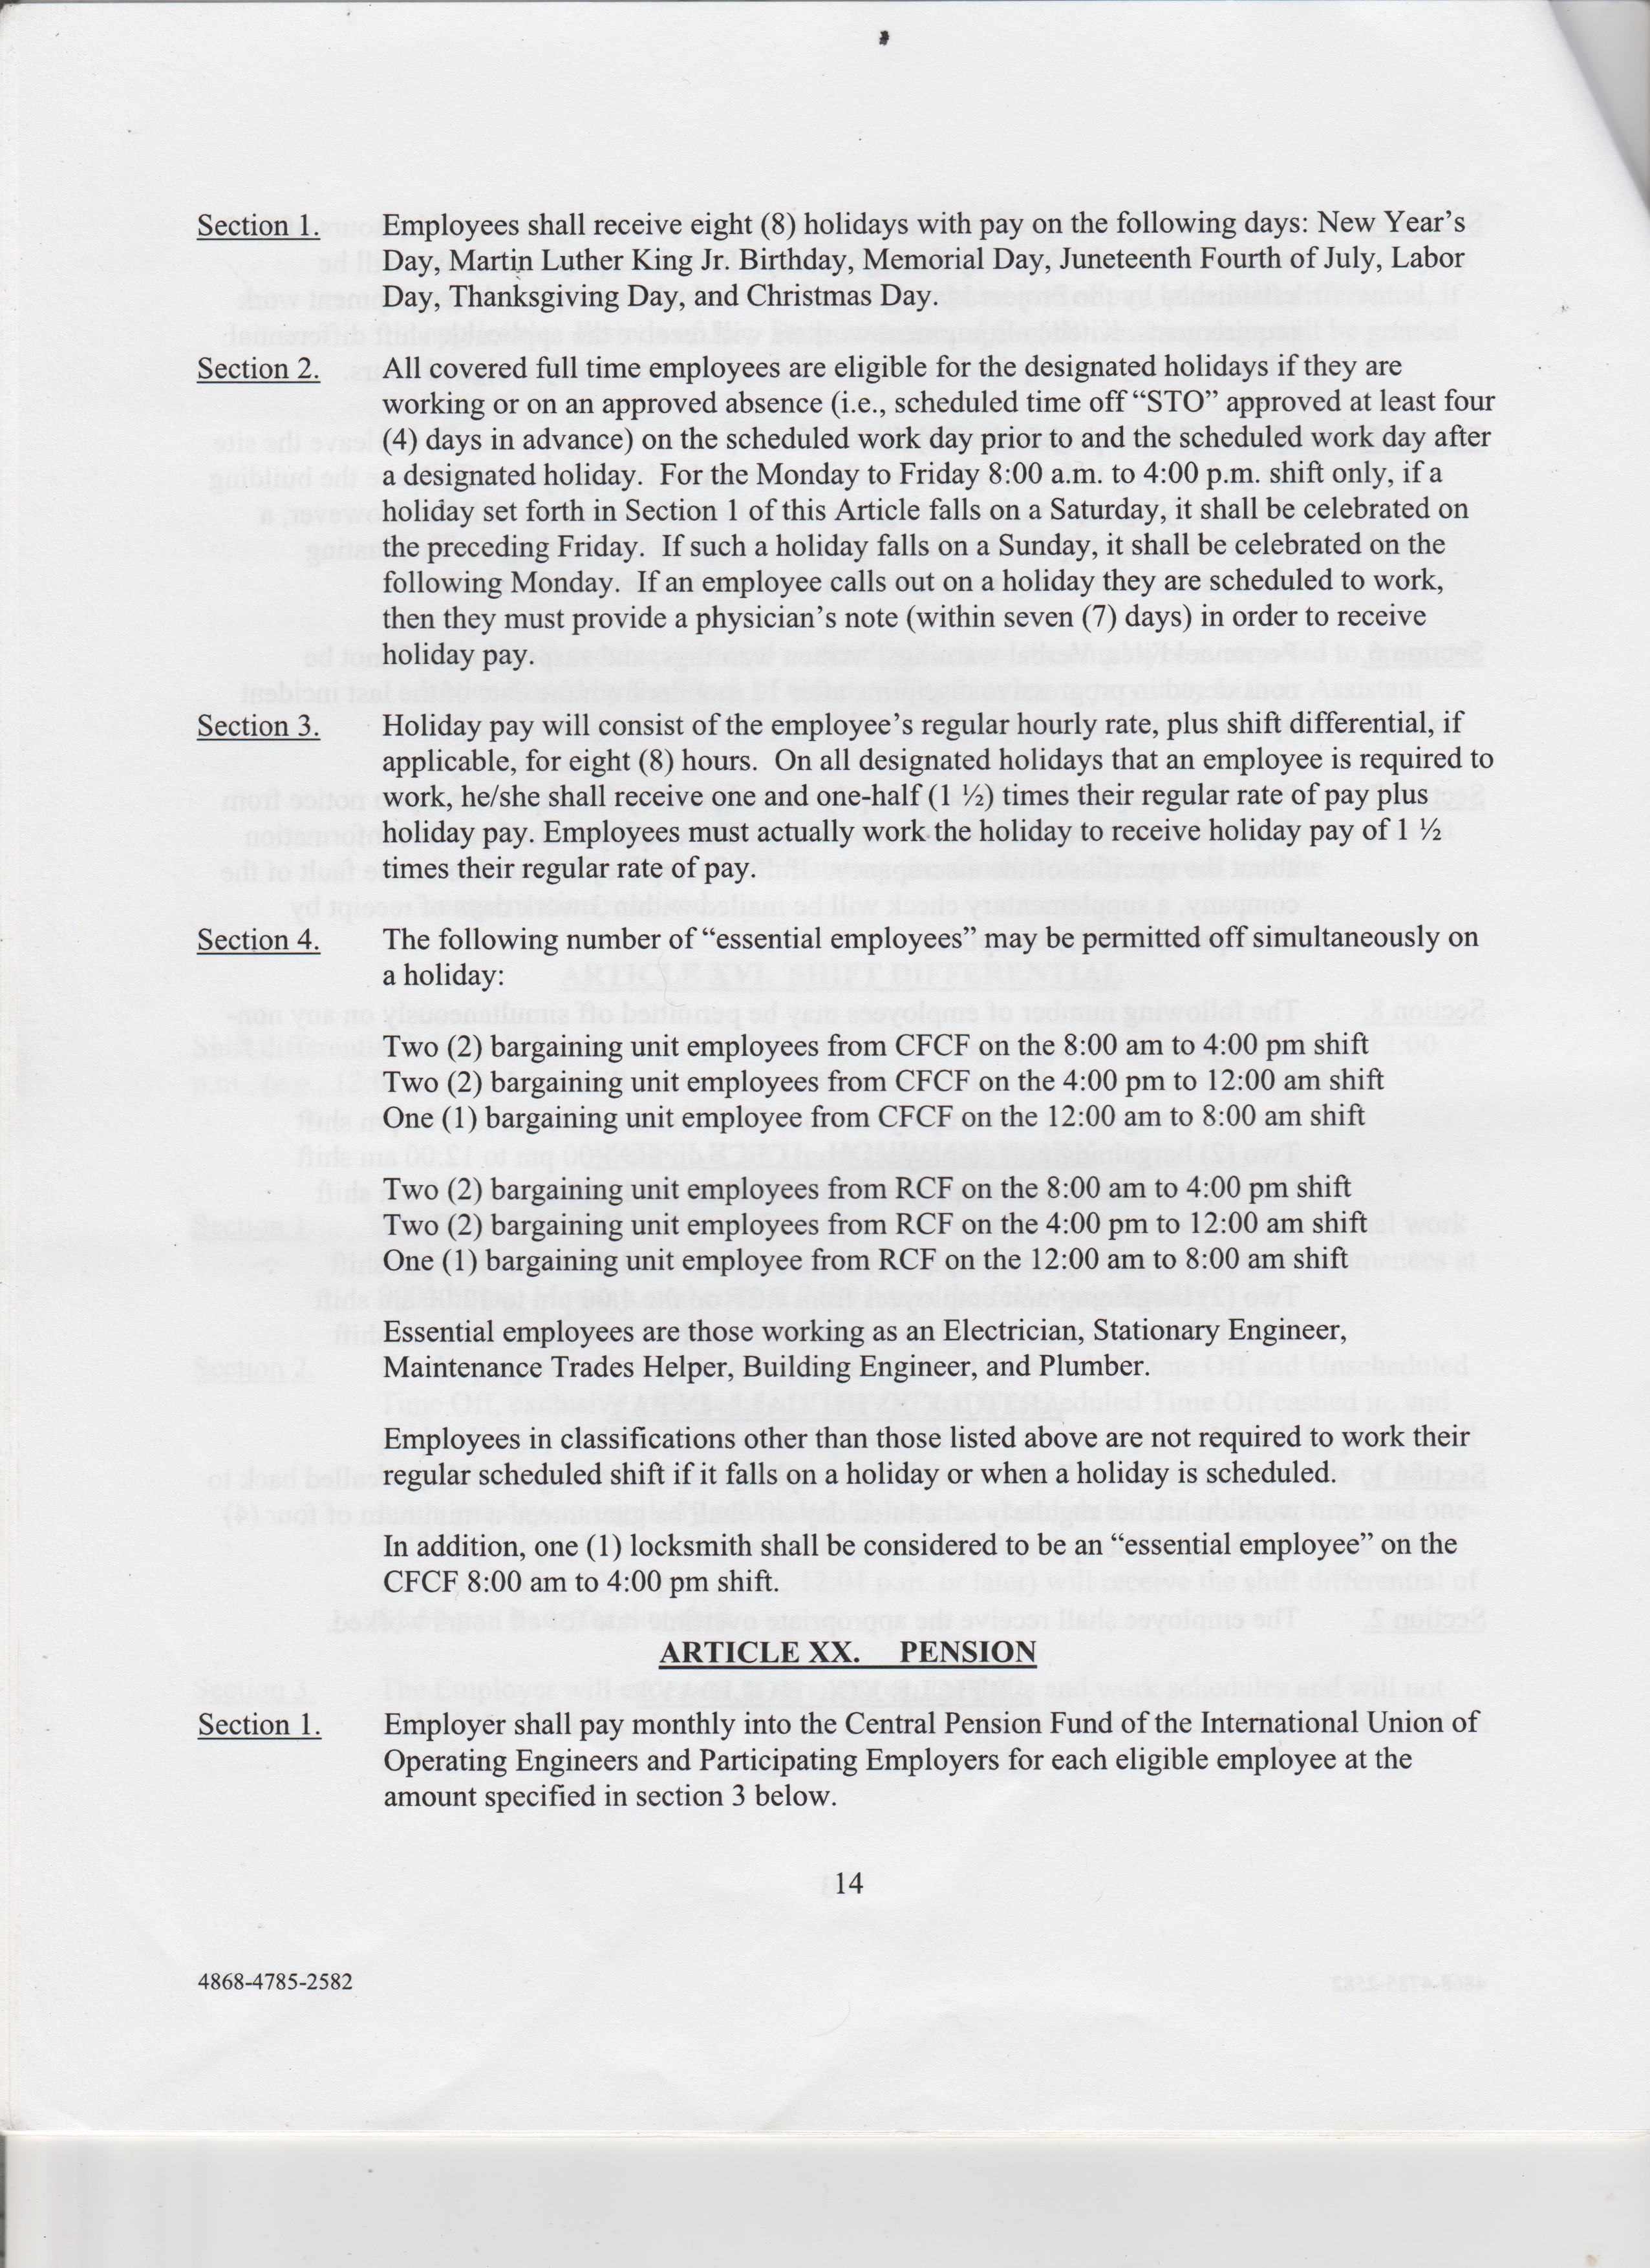 Section 1. Employees shall receive eight (8) holidays with pay on the following days: New Year's
Day, Martin Luther King Jr. Birthday, Memorial Day, Juneteenth Fourth of July, Labor
Day, Thanksgiving Day, and Christmas Day.
Section 2. All covered full time employees are eligible for the designated holidays if they are
working or on an approved absence (i.e., scheduled time off “STO” approved at least four
(4) days in advance) on the scheduled work day prior to and the scheduled work day after
a designated holiday. For the Monday to Friday 8:00 a.m. to 4:00 p.m. shift only, if a
holiday set forth in Section 1 of this Article falls on a Saturday, it shall be celebrated on
the preceding Friday. If such a holiday falls on a Sunday, it shall be celebrated on the
following Monday. If an employee calls out on a holiday they are scheduled to work,
then they must provide a physician’s note (within seven (7) days) in order to receive
holiday pay.
Section 3. Holiday pay will consist of the employee’s regular hourly rate, plus shift differential, if
applicable, for eight (8) hours. On all designated holidays that an employee is required to
work, he/she shall receive one and one-half (1 ½) times their regular rate of pay plus
holiday pay. Employees must actually work the holiday to receive holiday pay of 1 ½
times their regular rate of pay.
Section 4. The following number of “essential employees” may be permitted off simultaneously on
a holiday:
Two (2) bargaining unit employees from CFCF on the 8:00 am to 4:00 pm shift
Two (2) bargaining unit employees from CFCF on the 4:00 pm to 12:00 am shift
One (1) bargaining unit employee from CFCF on the 12:00 am to 8:00 am shift
Two (2) bargaining unit employees from RCF on the 8:00 am to 4:00 pm shift
Two (2) bargaining unit employees from RCF on the 4:00 pm to 12:00 am shift
One (1) bargaining unit employee from RCF on the 12:00 am to 8:00 am shift
Essential employees are those working as an Electrician, Stationary Engineer,
Maintenance Trades Helper, Building Engineer, and Plumber.
Employees in classifications other than those listed above are not required to work their
regular scheduled shift if it falls on a holiday or when a holiday is scheduled.
In addition, one (1) locksmith shall be considered to be an “essential employee” on the
CFCF 8:00 am to 4:00 pm shift.
ARTICLE XX. PENSION
Section 1. Employer shall pay monthly into the Central Pension Fund of the International Union of
Operating Engineers and Participating Employers for each eligible employee at the
amount specified in section 3 below.
14
4868-4785-2582